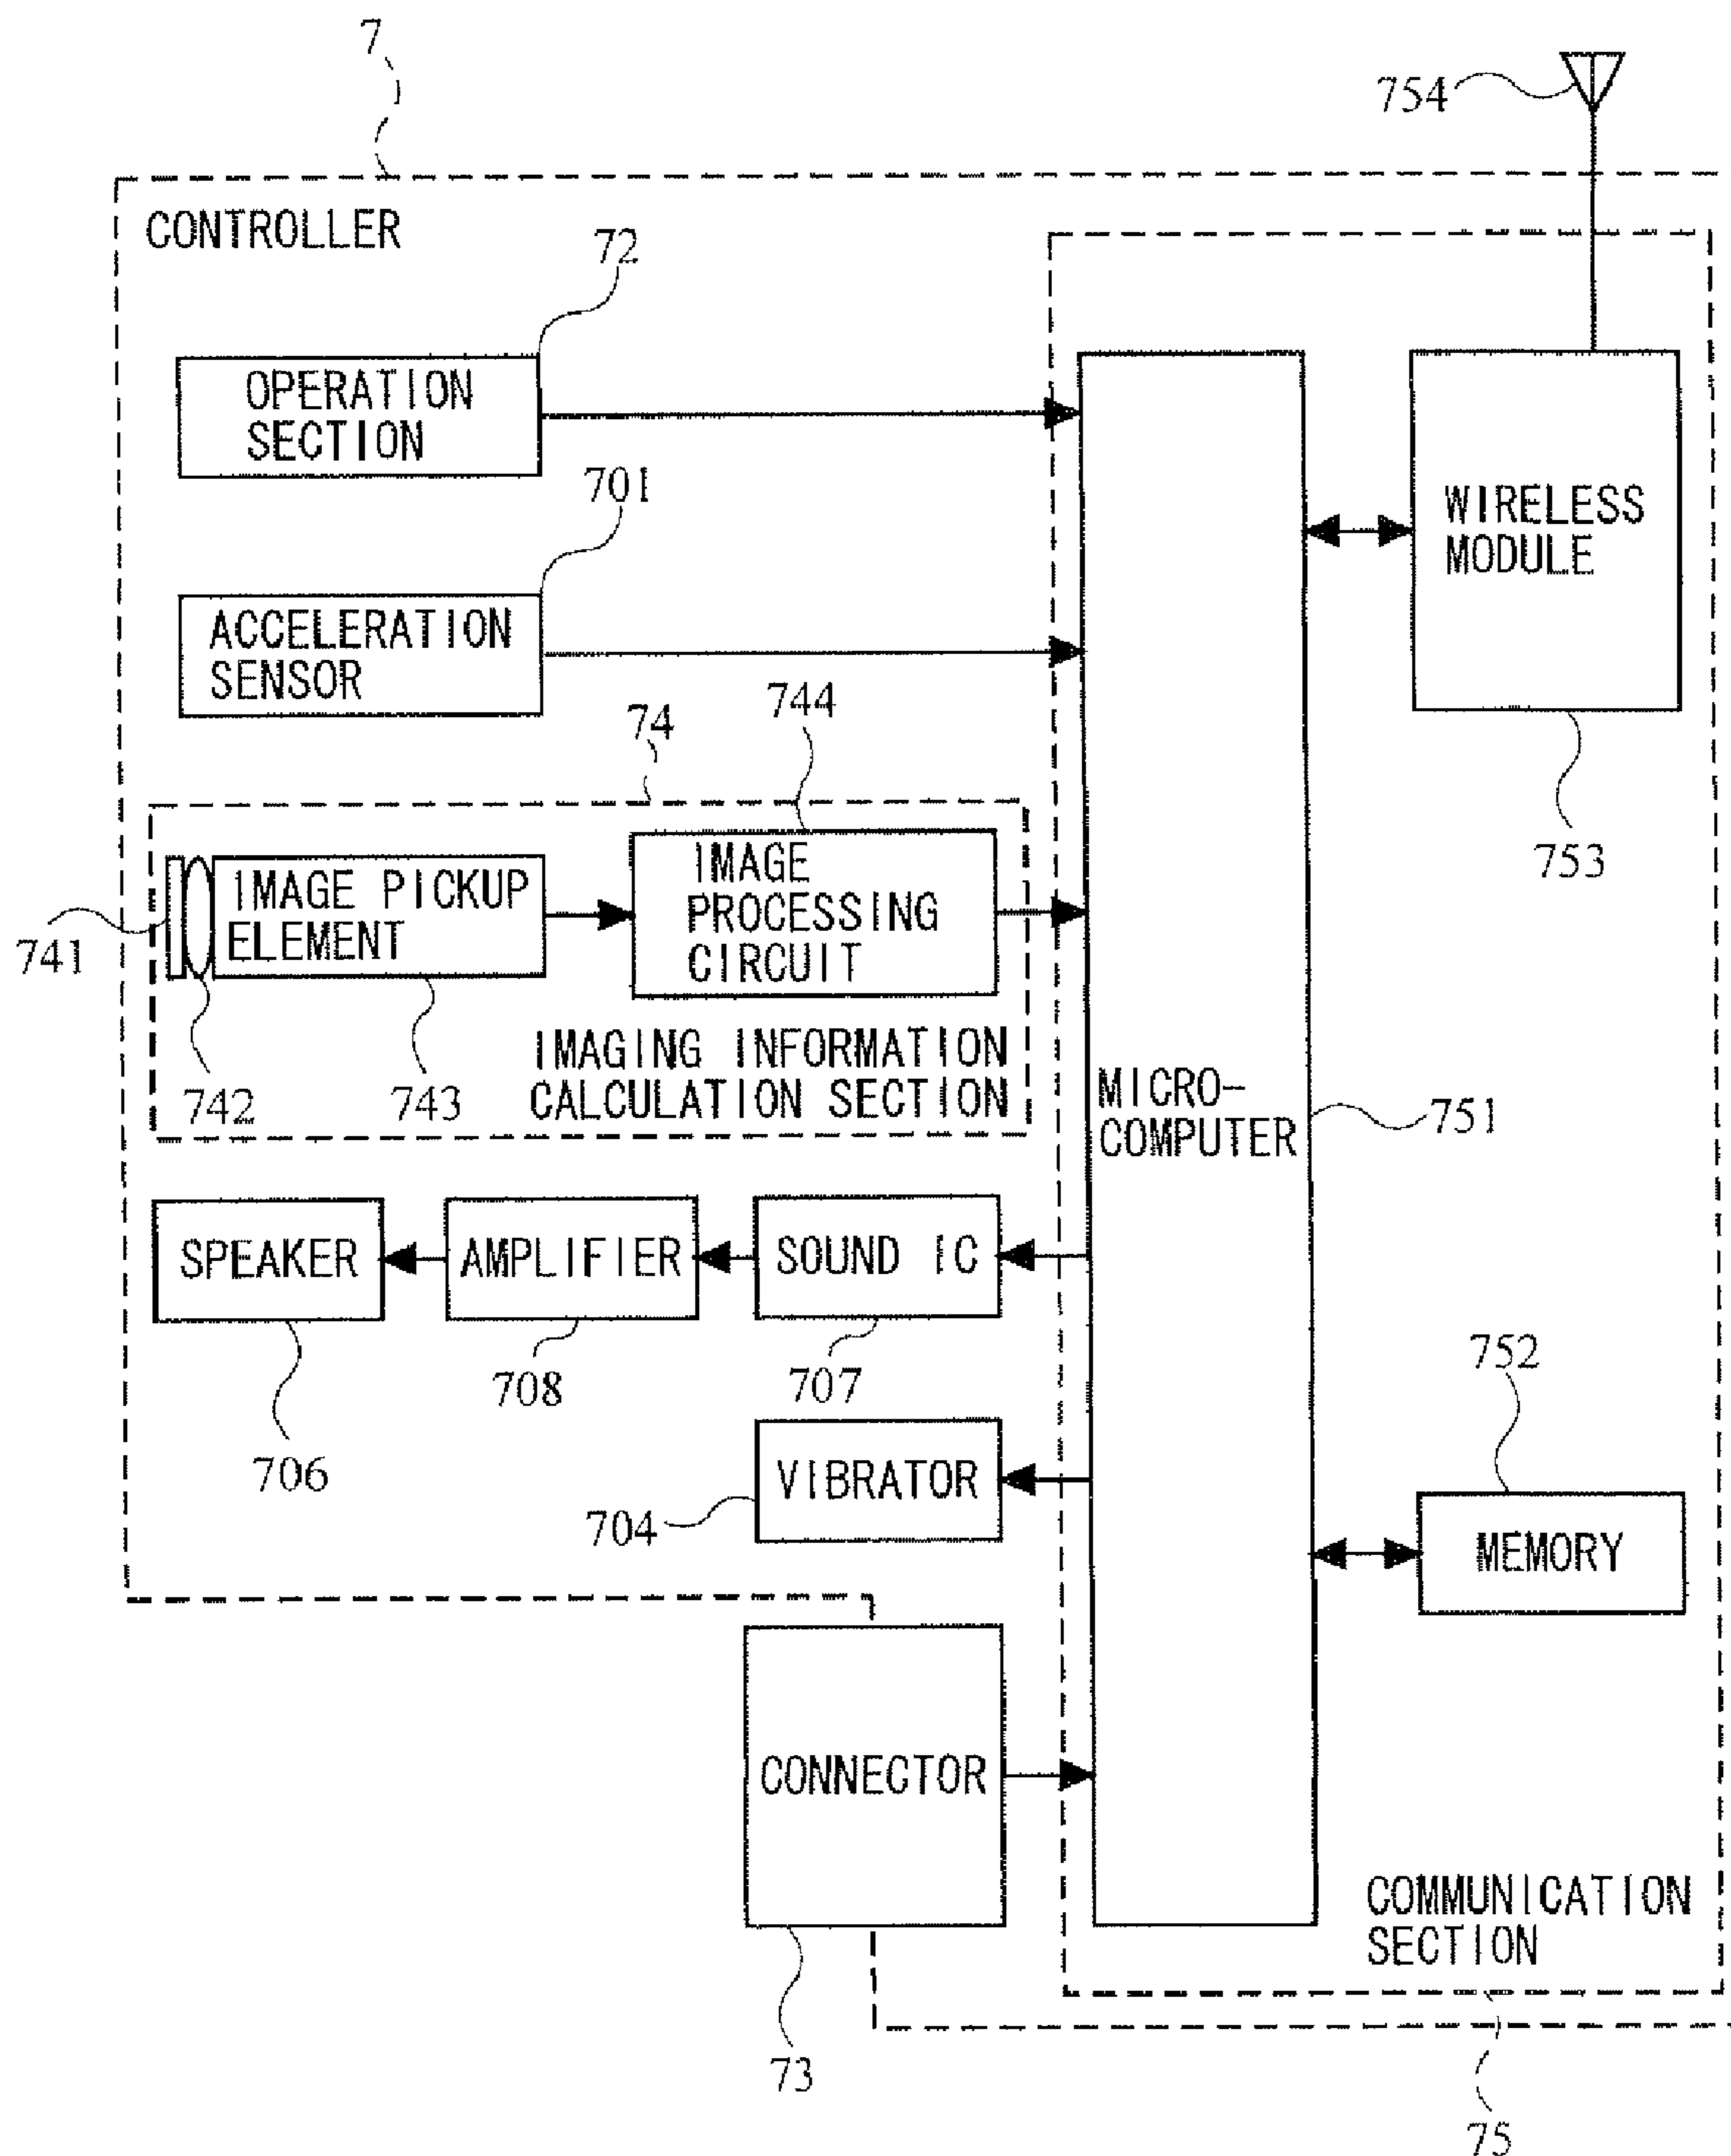 7
754
CONTROLLER
72
OPERATION
SECTION
701
ACCELERATION
SENSOR
WIRELESS
MODULE
753
74
744
IMAGE PICKUP
ELEMENT
IMAGE
PROCESSING
CIRCUIT
741
742
743
IMAGING INFORMATION
CALCULATION SECTION
MICRO-
COMPUTER
751
SPEAKER
AMPLIFIER
SOUND IC
706
708
707
752
VIBRATOR
704
MEMORY
CONNECTOR
73
COMMUNICATION
SECTION
75